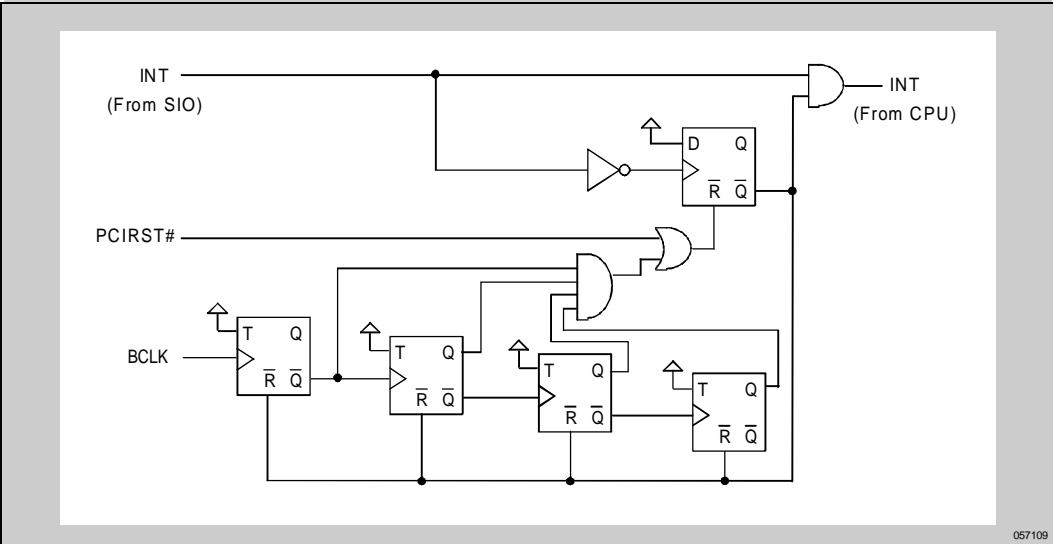 INT
(From SIO)
INT
(From CPU)
D Q
R Q
PCIRST#
BCLK
T Q
R Q
T Q
R Q
T Q
R Q
T Q
R Q
057109